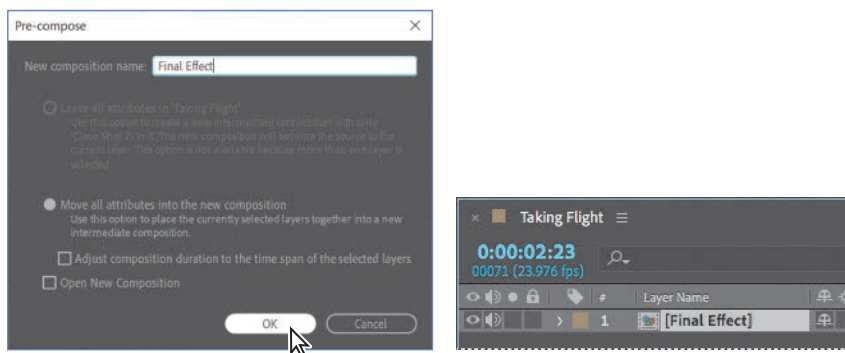 Pre-compose
New composition name: Final Effect
Leave all attributes in 'Taking Flight'
Use this option to create a new intermediate composition with only
'Close Shot 2' in it. The new composition will become the source to the
current layer. This option is not available because more than one layer is
selected.
Move all attributes into the new composition
Use this option to place the currently selected layers together into a new
intermediate composition.
Adjust composition duration to the time span of the selected layers
Open New Composition
OK
Cancel
Taking Flight
0:00:02:23
00071 (23.976 fps)
# Layer Name
1 [Final Effect]